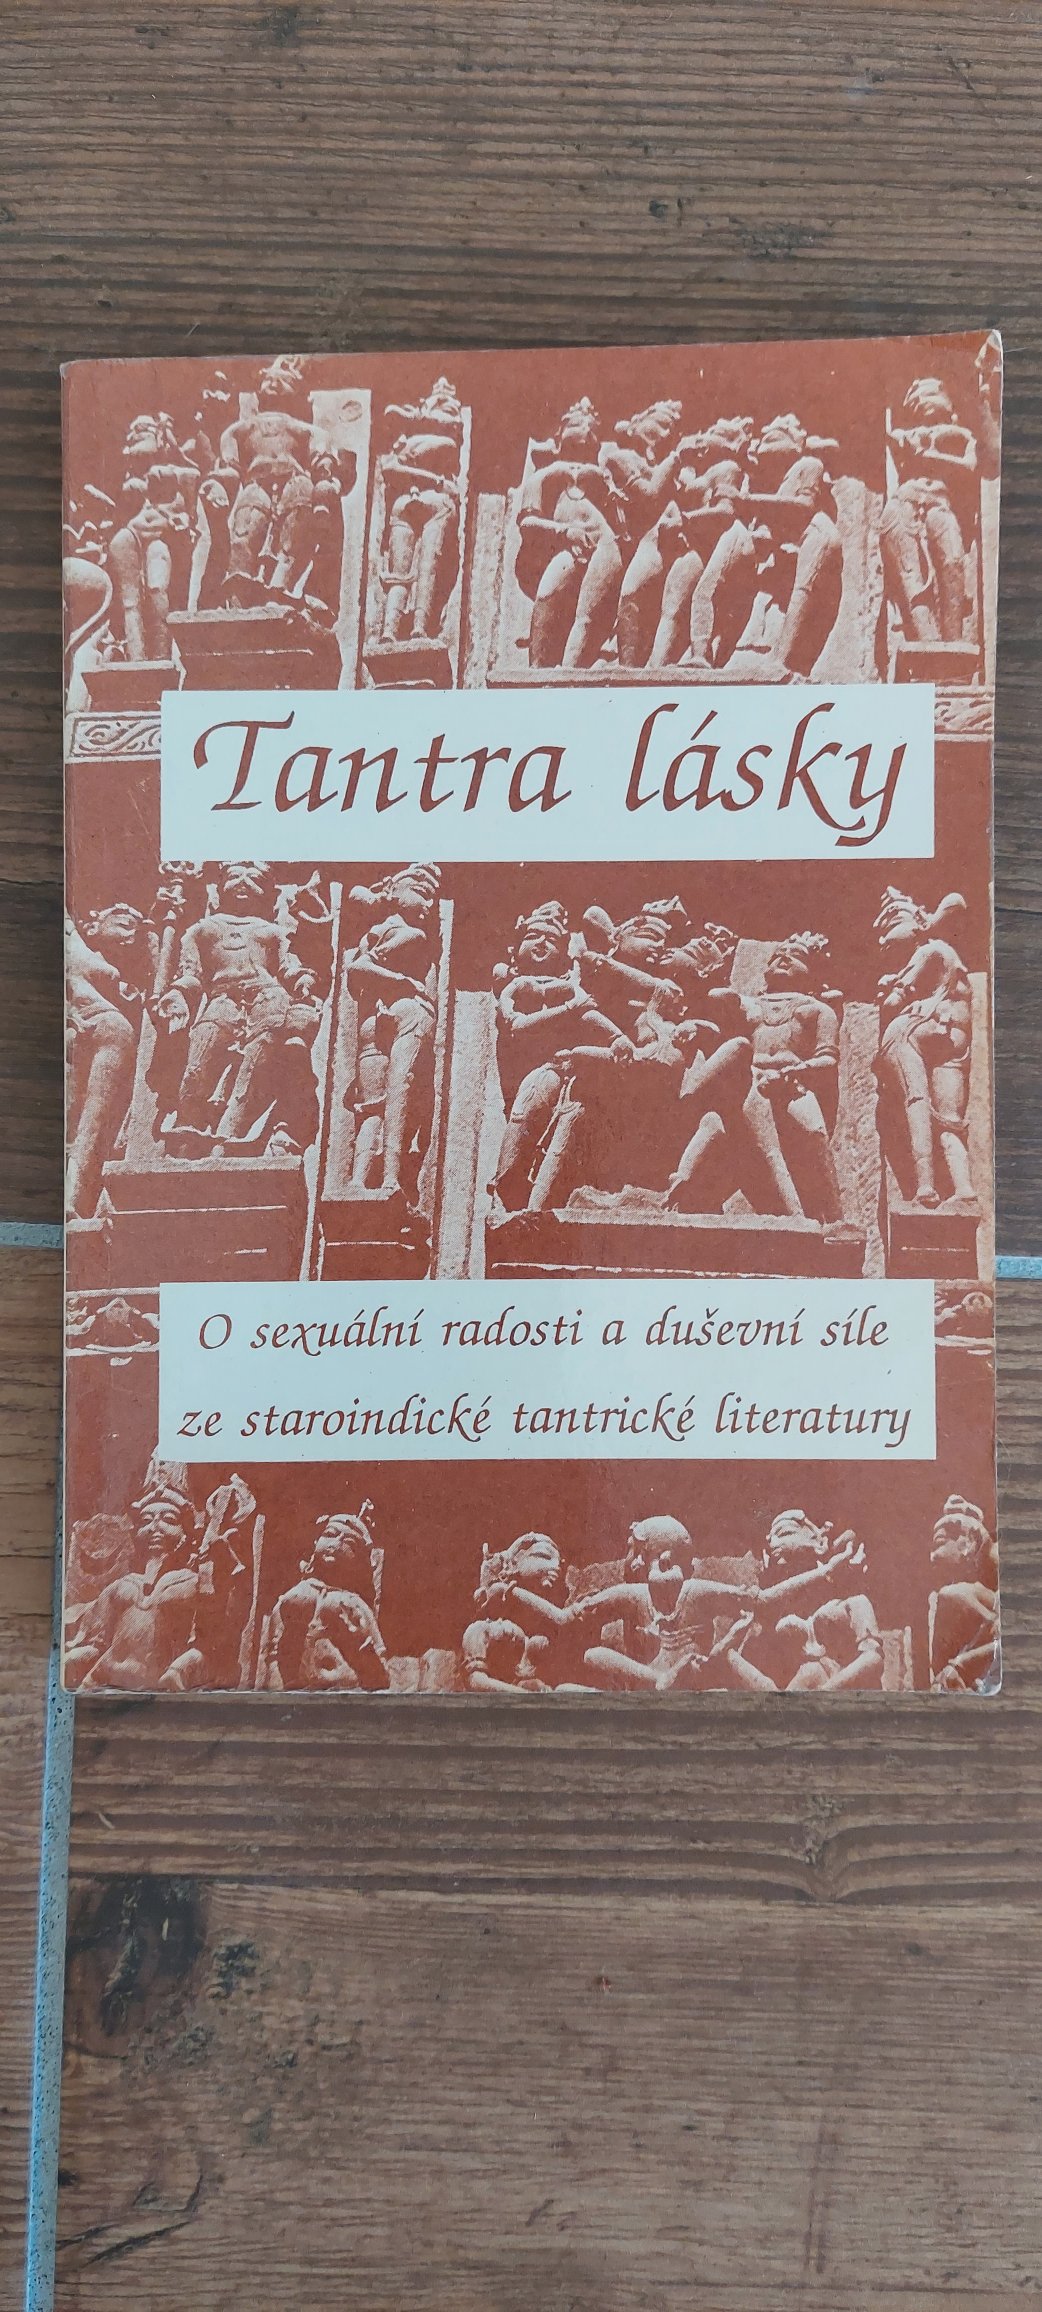 Tantra lásky
O sexuální radosti a duševní síle
ze staroindické tantrické literatury